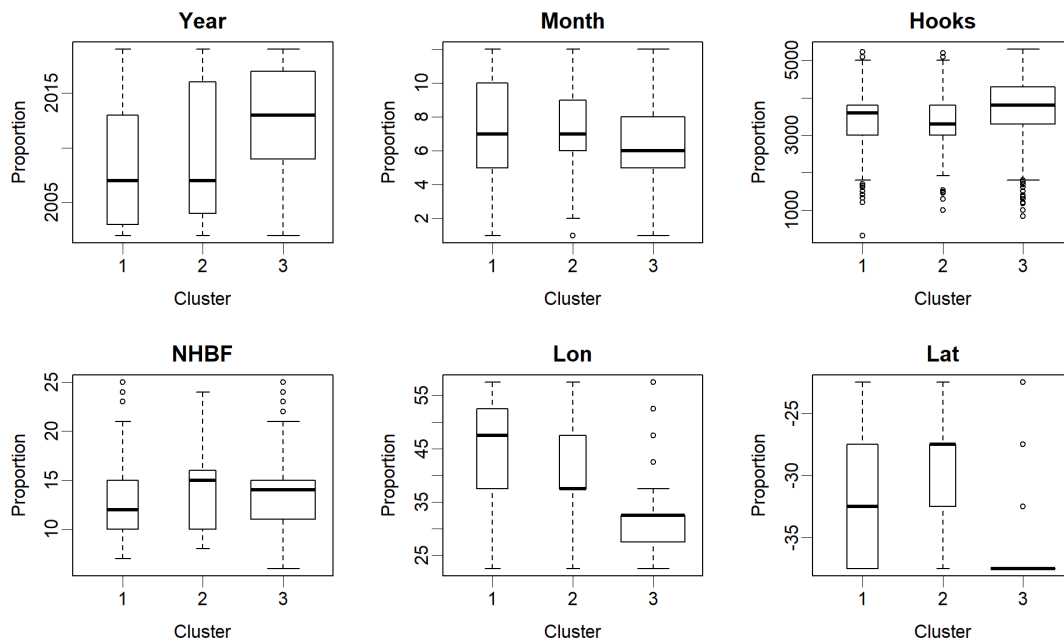 Year
Proportion
2015
2005
1 2 3
Cluster
Month
Proportion
10
8
6
4
2
1 2 3
Cluster
Hooks
Proportion
5000
3000
1000
1 2 3
Cluster
NHBF
Proportion
25
20
15
10
1 2 3
Cluster
Lon
Proportion
55
45
35
25
1 2 3
Cluster
Lat
Proportion
-25
-30
-35
1 2 3
Cluster